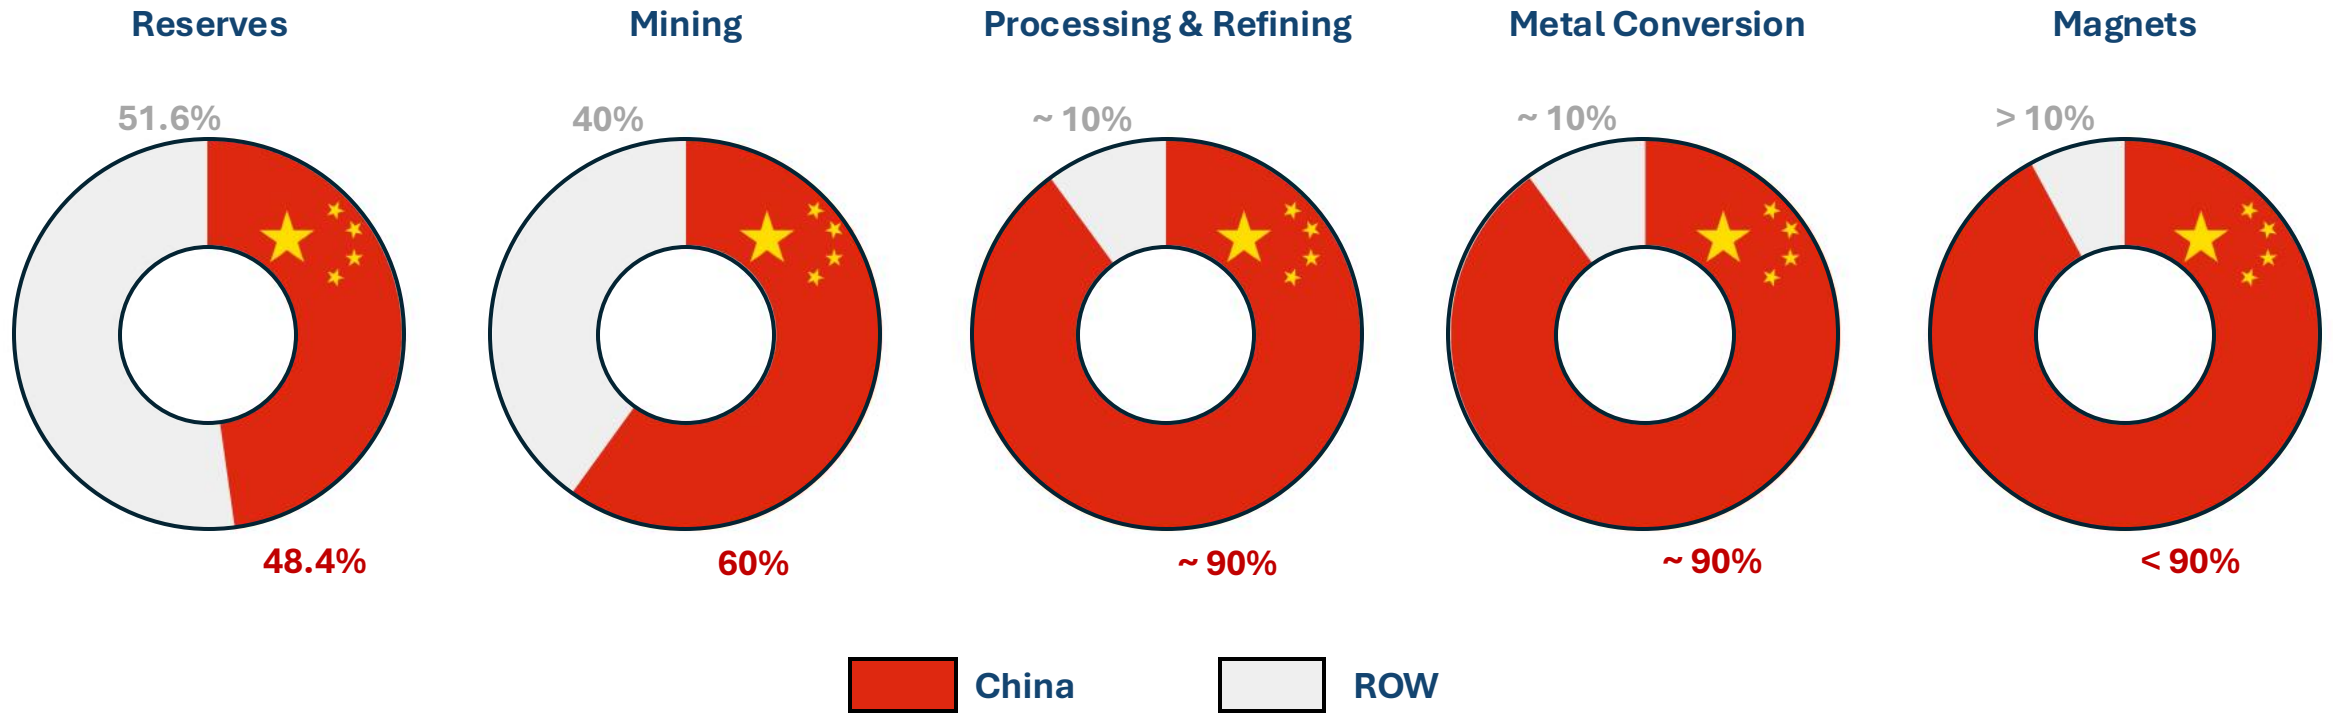 Reserves
Mining
Processing & Refining
Metal Conversion
Magnets
51.6%
40%
~ 10%
~ 10%
> 10%
48.4%
60%
~ 90%
~ 90%
< 90%
China
ROW